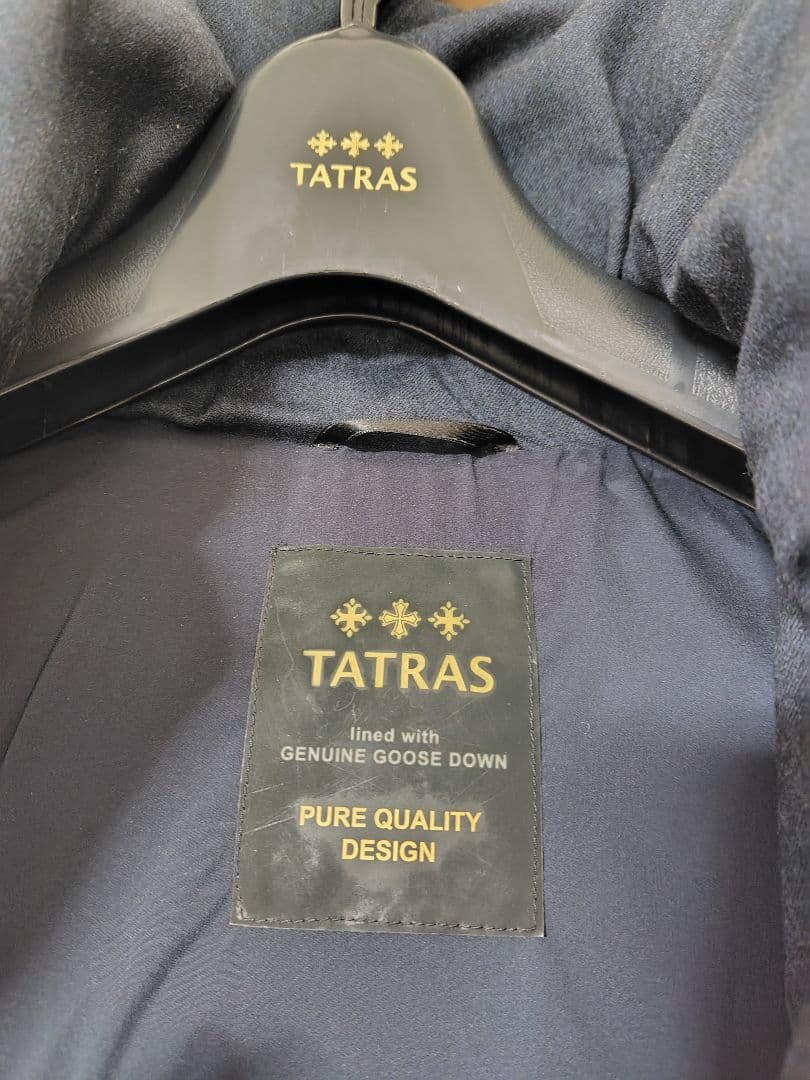 TATRAS
TATRAS
lined with
GENUINE GOOSE DOWN
PURE QUALITY
DESIGN